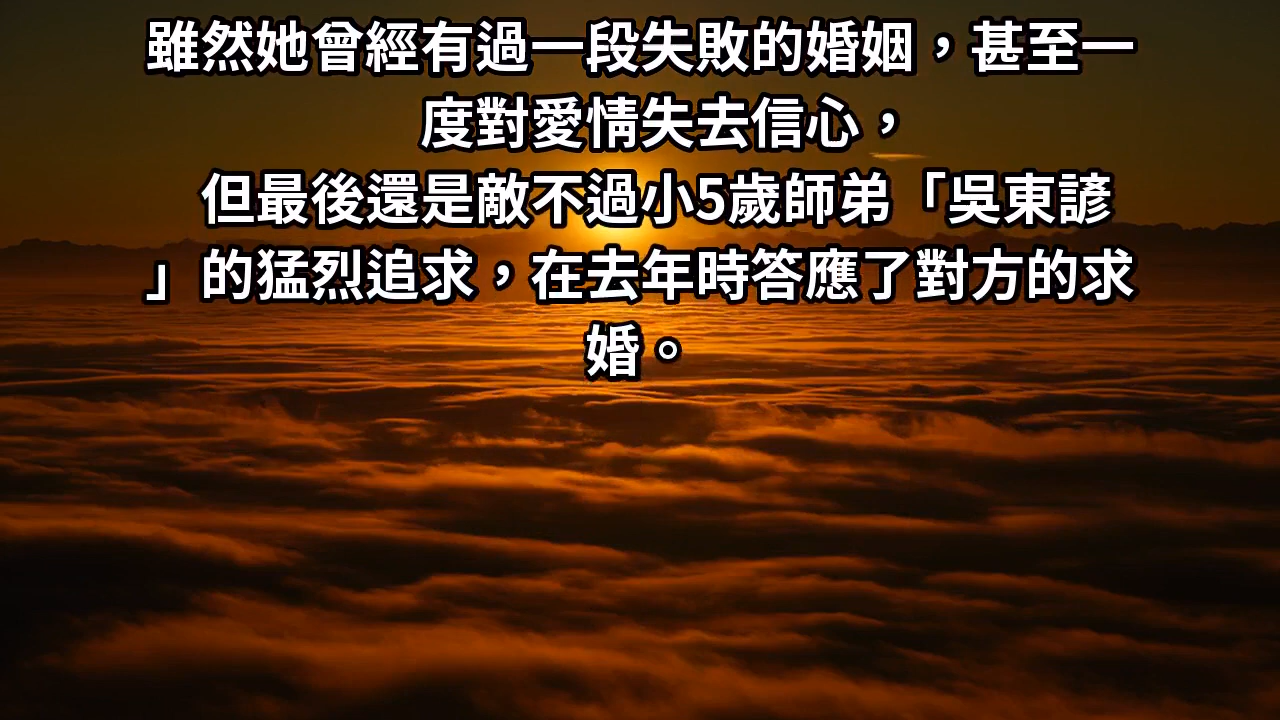 雖然她曾經有過一段失敗的婚姻，甚至一
度對愛情失去信心，
但最後還是敵不過小5歲師弟「吳東諺
」的猛烈追求，在去年時答應了對方的求
婚。